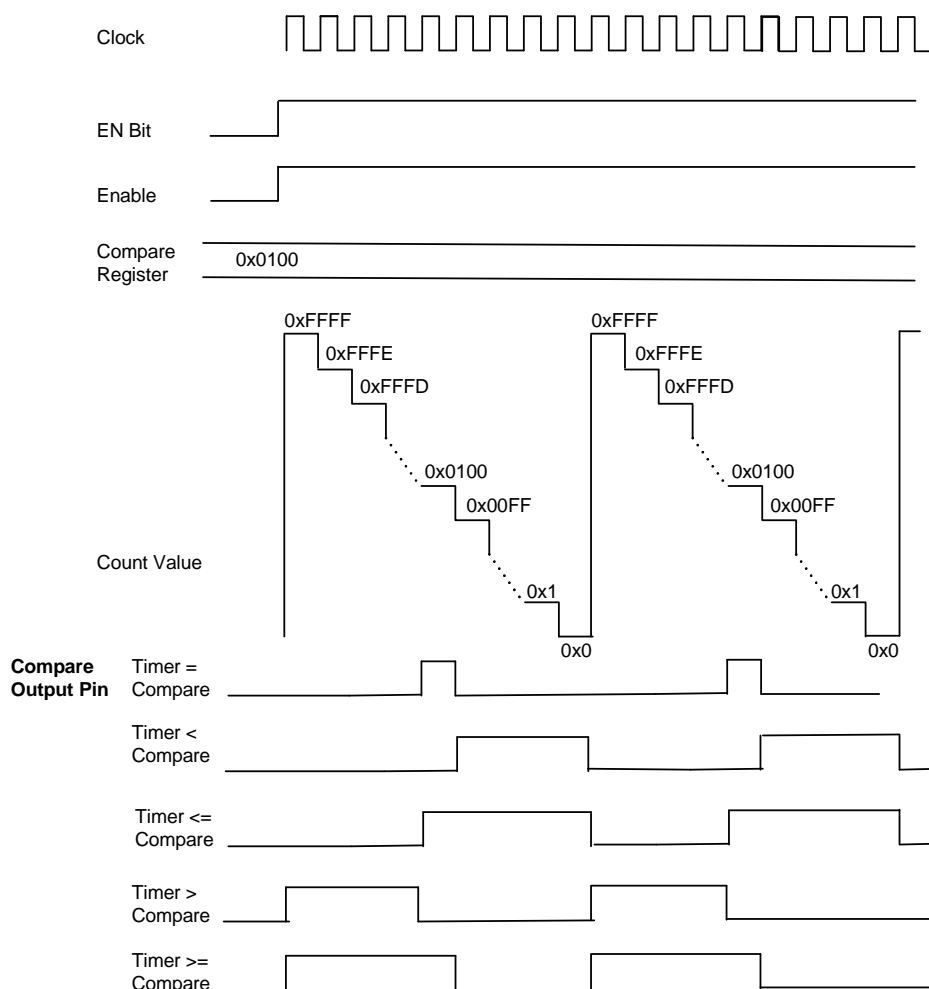 Clock
EN Bit
Enable
Compare
Register
0x0100
0xFFFF
0xFFFF
0xFFFE
0xFFFE
0xFFFD
0xFFFD
0x0100
0x0100
0x00FF
0x00FF
Count Value
0x1
0x1
0x0
0x0
Compare
Output Pin
Timer =
Compare
Timer <
Compare
Timer <=
Compare
Timer >
Compare
Timer >=
Compare